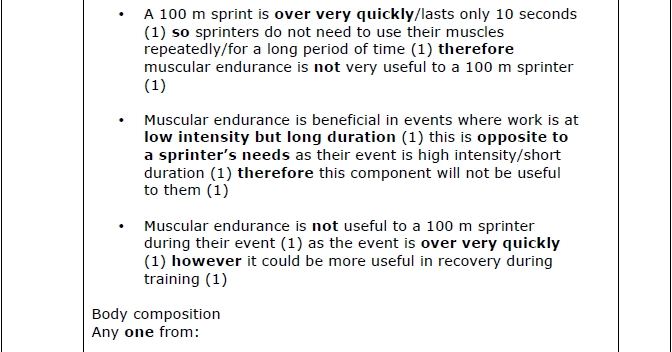 • A 100 m sprint is over very quickly/lasts only 10 seconds
(1) so sprinters do not need to use their muscles
repeatedly/for a long period of time (1) therefore
muscular endurance is not very useful to a 100 m sprinter
(1)
• Muscular endurance is beneficial in events where work is at
low intensity but long duration (1) this is opposite to
a sprinter’s needs as their event is high intensity/short
duration (1) therefore this component will not be useful
to them (1)
• Muscular endurance is not useful to a 100 m sprinter
during their event (1) as the event is over very quickly
(1) however it could be more useful in recovery during
training (1)
Body composition
Any one from: